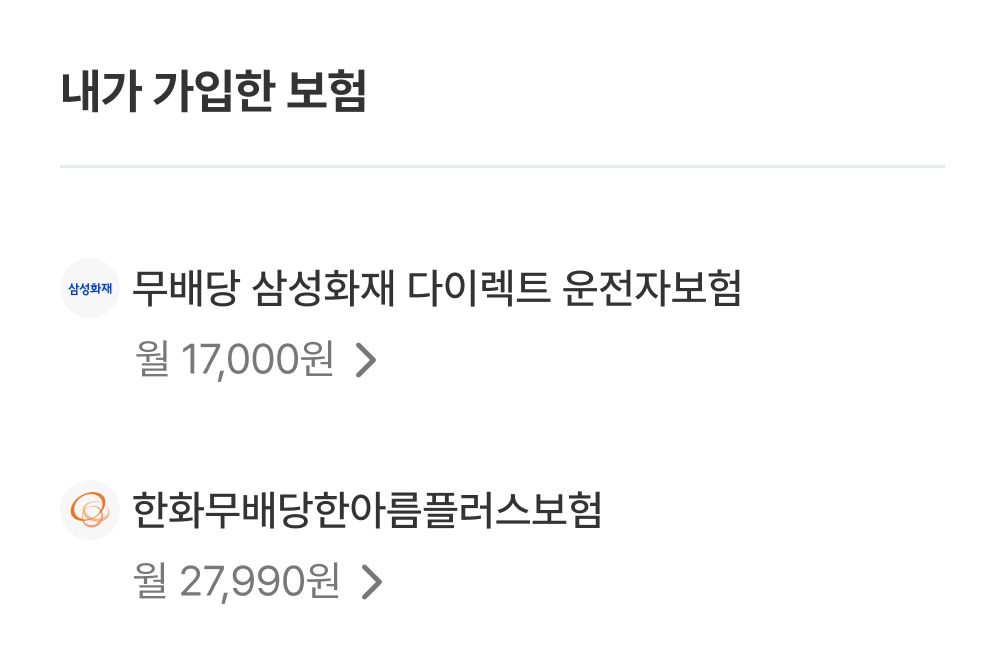 내가 가입한 보험
삼성화재 무배당 삼성화재 다이렉트 운전자보험
월 17,000원
한화무배당한아름플러스보험
월 27,990원